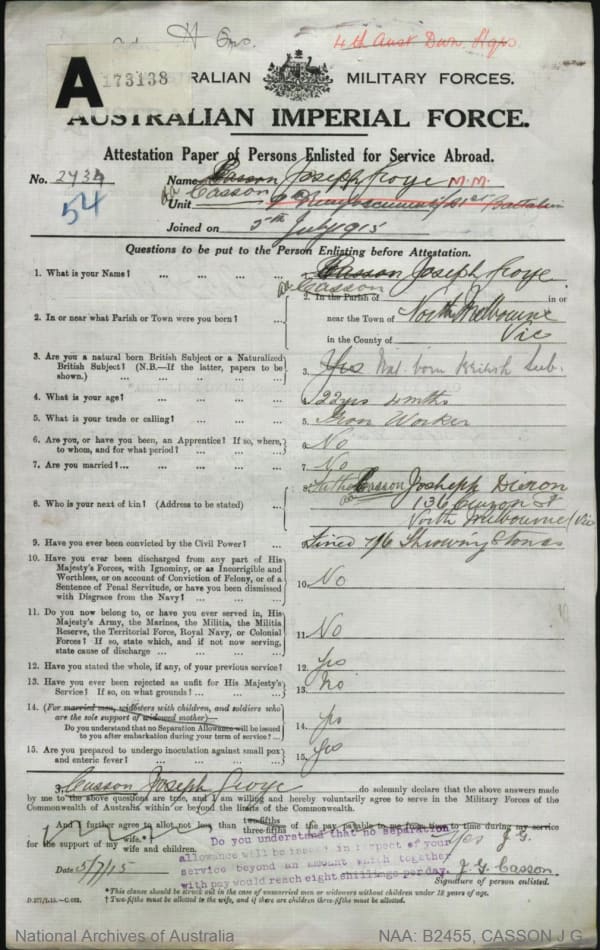 4th Aust Divn. Hqrs
A
173138
AUSTRALIAN MILITARY FORCES.
AUSTRALIAN IMPERIAL FORCE.
Attestation Paper of Persons Enlisted for Service Abroad.
No. 2434 Name Casson Joseph M.M.
54 Casson
Unit Battalion
Joined on 5th July 1915
Questions to be put to the Person Enlisting before Attestation.
1. What is your Name? ... ... ... ... 1. Casson Joseph
Casson
2. In or near what Parish or Town were you born? ... 2. In the Parish of in or
near the Town of North Melbourne
in the County of Vic
3. Are you a natural born British Subject or a Naturalized
British Subject? (N.B.—If the latter, papers to be
shown.) ... ... ... ... 3. Yes Nat. born British Sub.
4. What is your age? ... ... ... ... 4. 22 yrs 4 mths
5. What is your trade or calling? ... ... ... 5. Iron Worker
6. Are you, or have you been, an Apprentice? If so, where,
to whom, and for what period? ... ... ... 6. No
7. Are you married? ... ... ... ... 7. No
8. Who is your next of kin? (Address to be stated) ... 8. Father Casson
136 Curzon St
North Melbourne Vic
9. Have you ever been convicted by the Civil Power? ... 9. Fined 7/6 Throwing Stones
10. Have you ever been discharged from any part of His
Majesty's Forces, with Ignominy, or as Incorrigible and
Worthless, or on account of Conviction of Felony, or of a
Sentence of Penal Servitude, or have you been dismissed
with Disgrace from the Navy? ... ... ... 10. No
11. Do you now belong to, or have you ever served in, His
Majesty's Army, the Marines, the Militia, the Militia
Reserve, the Territorial Force, Royal Navy, or Colonial
Forces? If so, state which, and if not now serving,
state cause of discharge ... ... ... ... 11. No
12. Have you stated the whole, if any, of your previous service? 12. Yes
13. Have you ever been rejected as unfit for His Majesty's
Service? If so, on what grounds? ... ... ... 13. No
14. (For married men, widowers with children, and soldiers who
are the sole support of widowed mother)—
Do you understand that no Separation Allowance will be issued
to you after embarkation during your term of service? ... 14. Yes
15. Are you prepared to undergo inoculation against small pox
and enteric fever? ... ... ... ... 15. Yes
I, Casson Joseph do solemnly declare that the above answers made
by me to the above questions are true, and I am willing and hereby voluntarily agree to serve in the Military Forces of the
Commonwealth of Australia within or beyond the limits of the Commonwealth.
And I further agree to allot not less than two-fifths three-fifths of the pay payable to me from time to time during my service
for the support of my wife.* wife and children.
Do you understand that no separation
allowance will be issued in respect of your
service beyond an amount which together
with pay would reach eight shillings per day.
Yes J.G.
Date 5/7/15
J. G. Casson
Signature of person enlisted.
*This clause should be struck out in the case of unmarried men or widowers without children under 18 years of age.
† Two-fifths must be allotted to the wife, and if there are children three-fifths must be allotted.
National Archives of Australia
NAA: B2455, CASSON J G